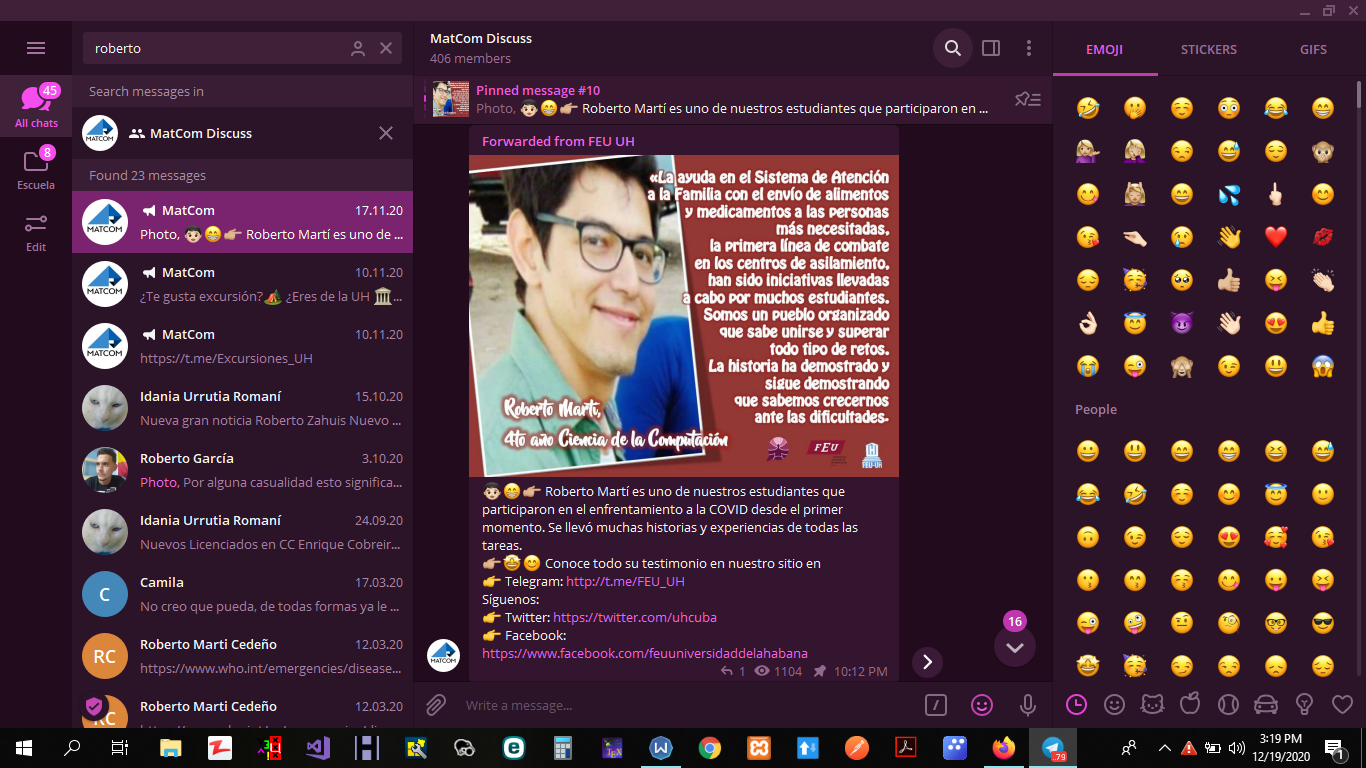 roberto
Search messages in
MatCom Discuss
Found 23 messages
MatCom 17.11.20
Photo, 👦🏻😁👉🏼 Roberto Martí es uno de ...
MatCom 10.11.20
¿Te gusta excursión?🏕 ¿Eres de la UH 🏛...
MatCom 10.11.20
https://t.me/Excursiones_UH
Idania Urrutia Romaní 15.10.20
Nueva gran noticia Roberto Zahuis Nuevo ...
Roberto García 3.10.20
Photo, Por alguna casualidad esto significa...
Idania Urrutia Romaní 24.09.20
Nuevos Licenciados en CC Enrique Cobreir...
Camila 17.03.20
No creo que pueda, de todas formas ya le ...
Roberto Marti Cedeño 12.03.20
https://www.who.int/emergencies/disease...
Roberto Marti Cedeño 12.03.20
45
All chats
8
Escuela
Edit
MATCOM
MATCOM
MATCOM
MATCOM
C
RC
RC
MatCom Discuss
406 members
Pinned message #10
Photo, 👦🏻😁👉🏼 Roberto Martí es uno de nuestros estudiantes que participaron en ...
Forwarded from FEU UH
«La ayuda en el Sistema de Atención
a la Familia con el envío de alimentos
y medicamentos a las personas
más necesitadas,
la primera línea de combate
en los centros de asilamiento,
han sido iniciativas llevadas
a cabo por muchos estudiantes.
Somos un pueblo organizado
que sabe unirse y superar
todo tipo de retos.
La historia ha demostrado y
sigue demostrando
que sabemos crecernos
ante las dificultades»
Roberto Martí,
4to año Ciencia de la Computación
FEU
FEU-UH
👦🏻😁👉🏼 Roberto Martí es uno de nuestros estudiantes que
participaron en el enfrentamiento a la COVID desde el primer
momento. Se llevó muchas historias y experiencias de todas las
tareas.
👉🏼🤩😊 Conoce todo su testimonio en nuestro sitio en
👉 Telegram: http://t.me/FEU_UH
Síguenos:
👉 Twitter: https://twitter.com/uhcuba
👉 Facebook:
https://www.facebook.com/feuuniversidaddelahabana
1 1104 10:12 PM
MATCOM
16
Write a message...
EMOJI STICKERS GIFS
People
.79
3:19 PM
12/19/2020
1